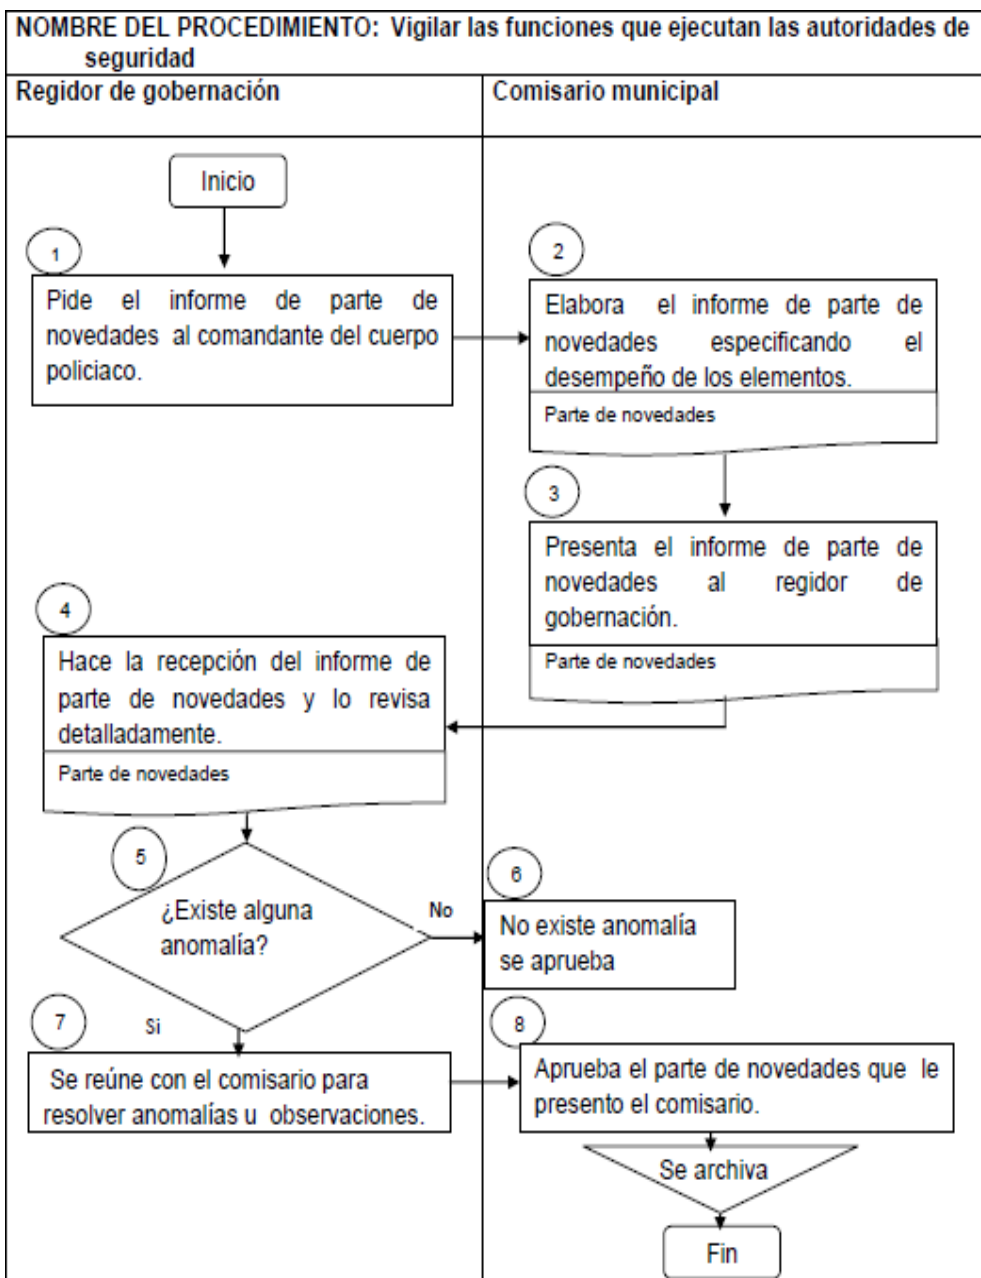 NOMBRE DEL PROCEDIMIENTO: Vigilar las funciones que ejecutan las autoridades de
seguridad
Regidor de gobernación
Comisario municipal
Inicio
1
Pide el informe de parte de
novedades al comandante del cuerpo
policiaco.
2
Elabora el informe de parte de
novedades especificando el
desempeño de los elementos.
Parte de novedades
3
Presenta el informe de parte de
novedades al regidor de
gobernación.
Parte de novedades
4
Hace la recepción del informe de
parte de novedades y lo revisa
detalladamente.
Parte de novedades
5
¿Existe alguna
anomalía?
No
6
No existe anomalía
se aprueba
Si
7
Se reúne con el comisario para
resolver anomalías u observaciones.
8
Aprueba el parte de novedades que le
presento el comisario.
Se archiva
Fin